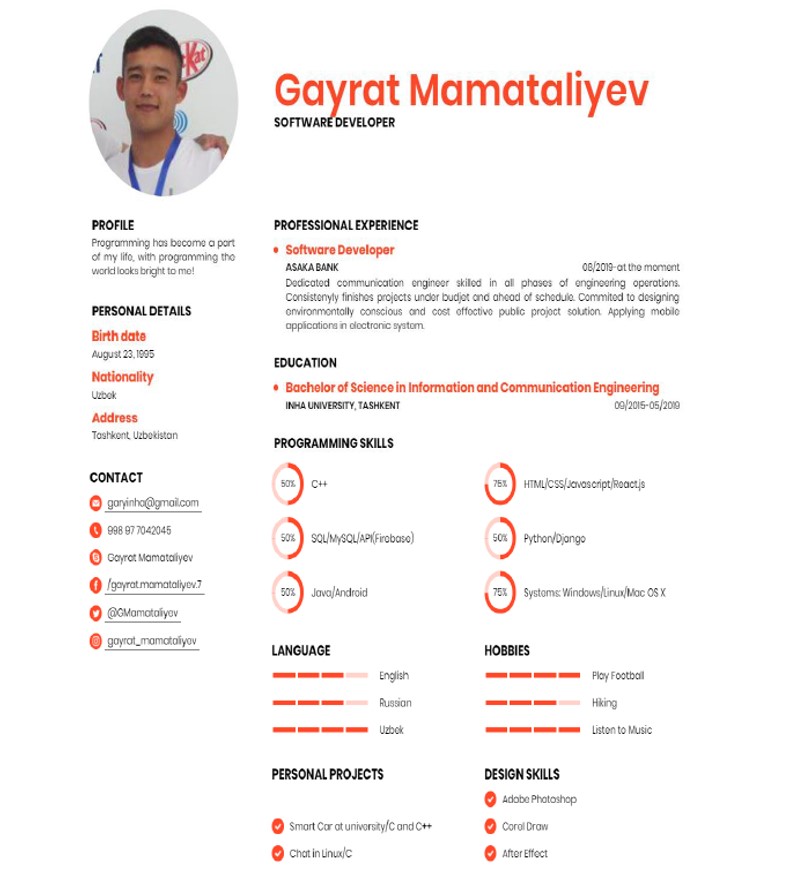 Kat
Gayrat Mamataliyev
SOFTWARE DEVELOPER
PROFILE
Programming has become a part
of my life, with programming the
world looks bright to me!
PERSONAL DETAILS
Birth date
August 23, 1995
Nationality
Uzbek
Address
Tashkent, Uzbekistan
CONTACT
garyinha@gmail.com
998 97 7042045
Gayrat Mamataliyev
/gayrat.mamataliyev.7
@GMamataliyev
gayrat_mamataliyev
PROFESSIONAL EXPERIENCE
Software Developer
ASAKA BANK 08/2019-at the moment
Dedicated communication engineer skilled in all phases of engineering operations.
Consistenyly finishes projects under budjet and ahead of schedule. Commited to designing
environmentally conscious and cost effective public project solution. Applying mobile
applications in electronic system.
EDUCATION
Bachelor of Science in Information and Communication Engineering
INHA UNIVERSITY, TASHKENT 09/2015-05/2019
PROGRAMMING SKILLS
50% C++
75% HTML/CSS/Javascript/React.js
50% SQL/MySQL/API(Firebase)
50% Python/Django
50% Java/Android
75% Systems: Windows/Linux/Mac OS X
LANGUAGE
English
Russian
Uzbek
HOBBIES
Play Football
Hiking
Listen to Music
PERSONAL PROJECTS
Smart Car at university/C and C++
Chat in Linux/C
DESIGN SKILLS
Adobe Photoshop
Corel Draw
After Effect